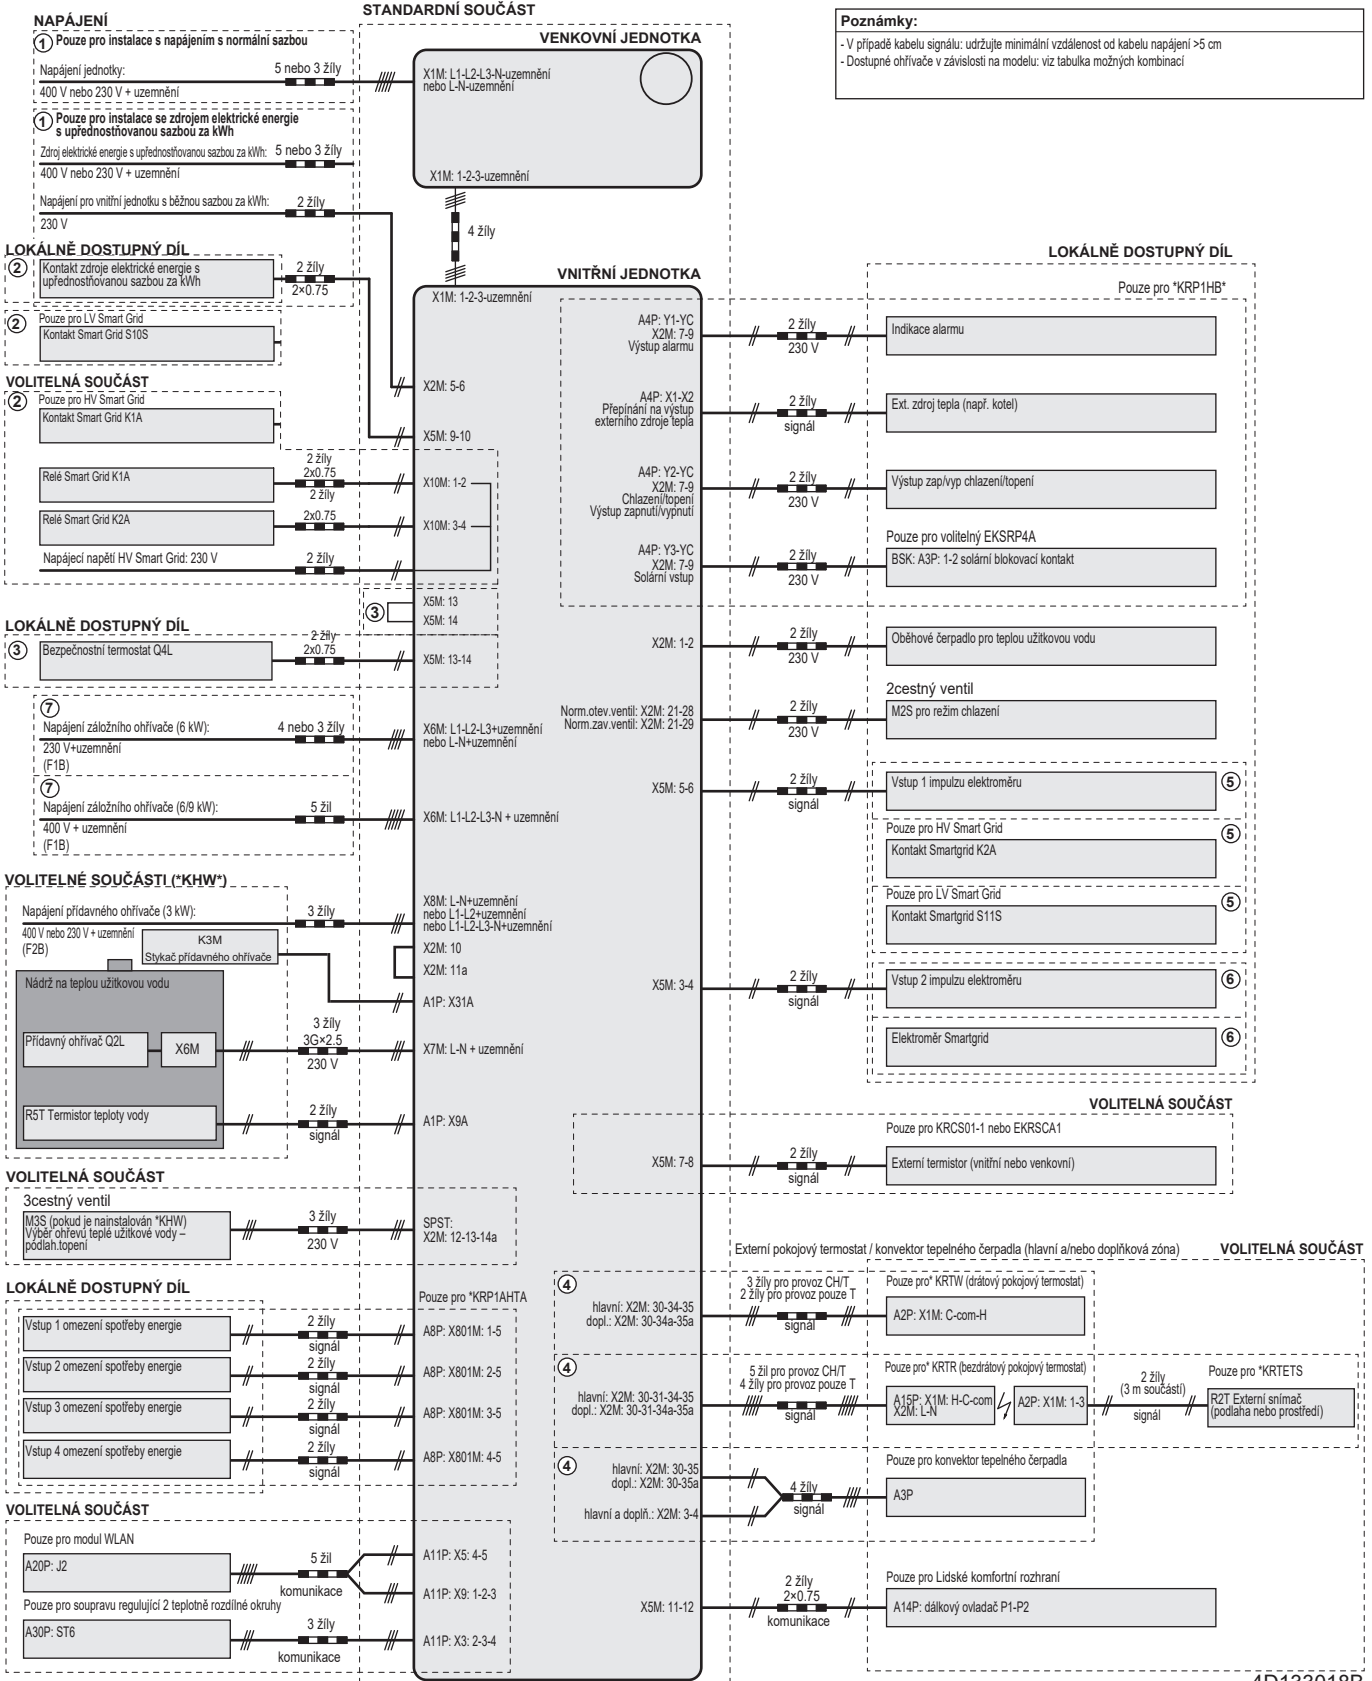 NAPÁJENÍ
1 Pouze pro instalace s napájením s normální sazbou
Napájení jednotky:
5 nebo 3 žíly
400 V nebo 230 V + uzemnění
1 Pouze pro instalace se zdrojem elektrické energie
s upřednostňovanou sazbou za kWh
Zdroj elektrické energie s upřednostňovanou sazbou za kWh:
5 nebo 3 žíly
400 V nebo 230 V + uzemnění
Napájení pro vnitřní jednotku s běžnou sazbou za kWh:
2 žíly
230 V
LOKÁLNĚ DOSTUPNÝ DÍL
2
Kontakt zdroje elektrické energie s
upřednostňovanou sazbou za kWh
2 žíly
2×0.75
2
Pouze pro LV Smart Grid
Kontakt Smart Grid S10S
VOLITELNÁ SOUČÁST
2
Pouze pro HV Smart Grid
Kontakt Smart Grid K1A
Relé Smart Grid K1A
2 žíly
2x0.75
2 žíly
Relé Smart Grid K2A
2x0.75
Napájecí napětí HV Smart Grid: 230 V
2 žíly
LOKÁLNĚ DOSTUPNÝ DÍL
3
Bezpečnostní termostat Q4L
2 žíly
2x0.75
7
Napájení záložního ohřívače (6 kW):
4 nebo 3 žíly
230 V+uzemnění
(F1B)
7
Napájení záložního ohřívače (6/9 kW):
5 žil
400 V + uzemnění
(F1B)
VOLITELNÉ SOUČÁSTI (*KHW*)
Napájení přídavného ohřívače (3 kW):
3 žíly
400 V nebo 230 V + uzemnění
(F2B)
K3M
Stykač přídavného ohřívače
Nádrž na teplou užitkovou vodu
Přídavný ohřívač Q2L
X6M
3 žíly
3G×2.5
230 V
R5T Termistor teploty vody
2 žíly
signál
VOLITELNÁ SOUČÁST
3cestný ventil
M3S (pokud je nainstalován *KHW)
Výběr ohřevu teplé užitkové vody –
podlah.topení
3 žíly
230 V
LOKÁLNĚ DOSTUPNÝ DÍL
Vstup 1 omezení spotřeby energie
2 žíly
signál
Vstup 2 omezení spotřeby energie
2 žíly
signál
Vstup 3 omezení spotřeby energie
2 žíly
signál
Vstup 4 omezení spotřeby energie
2 žíly
signál
VOLITELNÁ SOUČÁST
Pouze pro modul WLAN
A20P: J2
5 žil
komunikace
Pouze pro soupravu regulující 2 teplotně rozdílné okruhy
A30P: ST6
3 žíly
komunikace
STANDARDNÍ SOUČÁST
VENKOVNÍ JEDNOTKA
X1M: L1-L2-L3-N-uzemnění
nebo L-N-uzemnění
X1M: 1-2-3-uzemnění
4 žíly
VNITŘNÍ JEDNOTKA
X1M: 1-2-3-uzemnění
X2M: 5-6
X5M: 9-10
X10M: 1-2
X10M: 3-4
3
X5M: 13
X5M: 14
X5M: 13-14
X6M: L1-L2-L3+uzemnění
nebo L-N+uzemnění
X6M: L1-L2-L3-N + uzemnění
X8M: L-N+uzemnění
nebo L1-L2+uzemnění
nebo L1-L2-L3-N+uzemnění
X2M: 10
X2M: 11a
A1P: X31A
X7M: L-N + uzemnění
A1P: X9A
SPST:
X2M: 12-13-14a
Pouze pro *KRP1AHTA
A8P: X801M: 1-5
A8P: X801M: 2-5
A8P: X801M: 3-5
A8P: X801M: 4-5
A11P: X5: 4-5
A11P: X9: 1-2-3
A11P: X3: 2-3-4
Poznámky:
- V případě kabelu signálu: udržujte minimální vzdálenost od kabelu napájení >5 cm
- Dostupné ohřívače v závislosti na modelu: viz tabulka možných kombinací
LOKÁLNĚ DOSTUPNÝ DÍL
Pouze pro *KRP1HB*
A4P: Y1-YC
X2M: 7-9
Výstup alarmu
2 žíly
230 V
Indikace alarmu
A4P: X1-X2
Přepínání na výstup
externího zdroje tepla
2 žíly
signál
Ext. zdroj tepla (např. kotel)
A4P: Y2-YC
X2M: 7-9
Chlazení/topení
Výstup zapnutí/vypnutí
2 žíly
230 V
Výstup zap/vyp chlazení/topení
Pouze pro volitelný EKSRP4A
A4P: Y3-YC
X2M: 7-9
Solární vstup
2 žíly
230 V
BSK: A3P: 1-2 solární blokovací kontakt
X2M: 1-2
2 žíly
230 V
Oběhové čerpadlo pro teplou užitkovou vodu
2cestný ventil
Norm.otev.ventil: X2M: 21-28
Norm.zav.ventil: X2M: 21-29
2 žíly
230 V
M2S pro režim chlazení
X5M: 5-6
2 žíly
signál
Vstup 1 impulzu elektroměru
5
Pouze pro HV Smart Grid
Kontakt Smartgrid K2A
5
Pouze pro LV Smart Grid
Kontakt Smartgrid S11S
5
X5M: 3-4
2 žíly
signál
Vstup 2 impulzu elektroměru
6
Elektroměr Smartgrid
6
VOLITELNÁ SOUČÁST
Pouze pro KRCS01-1 nebo EKRSCA1
X5M: 7-8
2 žíly
signál
Externí termistor (vnitřní nebo venkovní)
Externí pokojový termostat / konvektor tepelného čerpadla (hlavní a/nebo doplňková zóna)
VOLITELNÁ SOUČÁST
4
hlavní: X2M: 30-34-35
dopl.: X2M: 30-34a-35a
3 žíly pro provoz CH/T
2 žíly pro provoz pouze T
signál
Pouze pro* KRTW (drátový pokojový termostat)
A2P: X1M: C-com-H
4
hlavní: X2M: 30-31-34-35
dopl.: X2M: 30-31-34a-35a
5 žil pro provoz CH/T
4 žíly pro provoz pouze T
signál
Pouze pro* KRTR (bezdrátový pokojový termostat)
A15P: X1M: H-C-com
X2M: L-N
A2P: X1M: 1-3
2 žíly
(3 m součástí)
signál
Pouze pro *KRTETS
R2T Externí snímač
(podlaha nebo prostředí)
4
hlavní: X2M: 30-35
dopl.: X2M: 30-35a
hlavní a doplň.: X2M: 3-4
4 žíly
signál
Pouze pro konvektor tepelného čerpadla
A3P
X5M: 11-12
2 žíly
2×0.75
komunikace
Pouze pro Lidské komfortní rozhraní
A14P: dálkový ovladač P1-P2